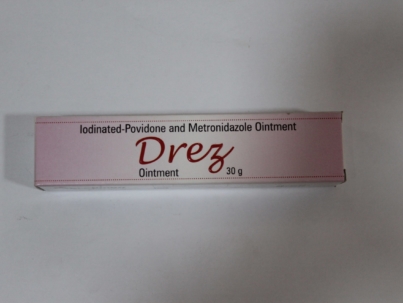 Iodinated-Povidone and Metronidazole Ointment
Drez
Ointment 30 g